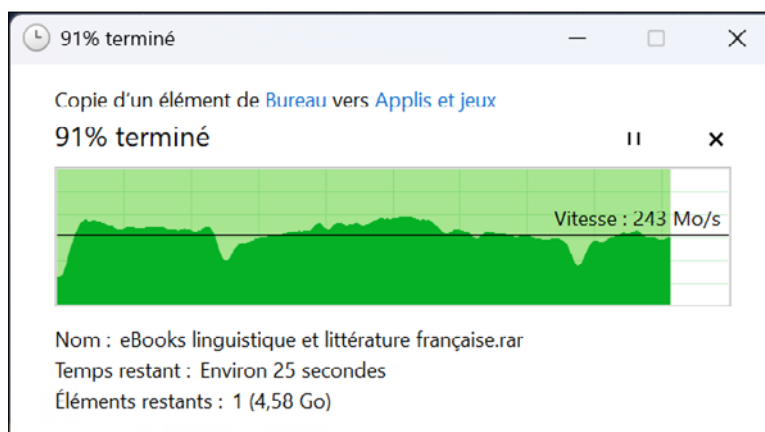 91% terminé
Copie d'un élément de Bureau vers Applis et jeux
91% terminé
Vitesse : 243 Mo/s
Nom : eBooks linguistique et littérature française.rar
Temps restant : Environ 25 secondes
Éléments restants : 1 (4,58 Go)